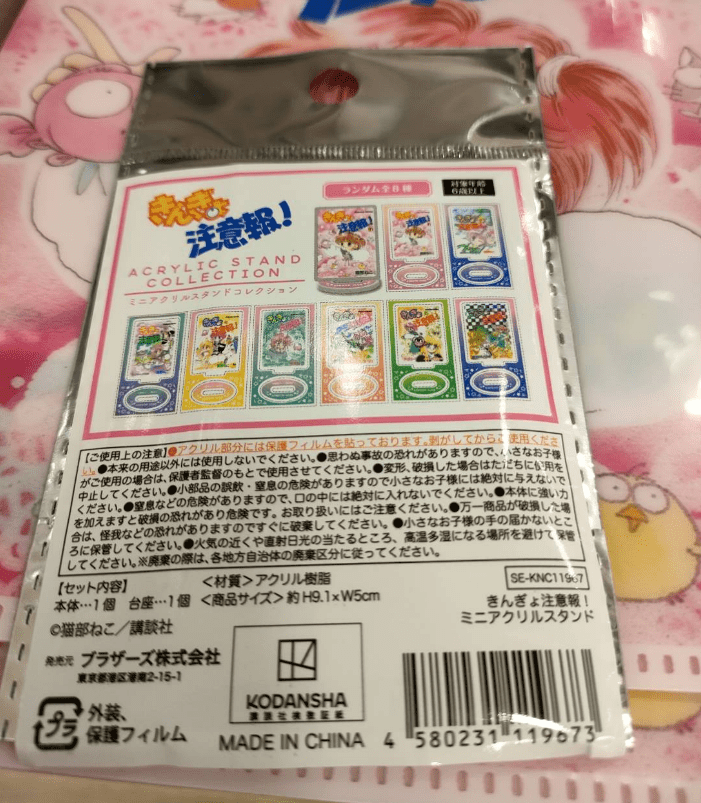 ランダム全8種
対象年齢
6歳以上
きんぎょ
注意報!
ACRYLIC STAND
COLLECTION
ミニアクリルスタンドコレクション
【ご使用上の注意】●アクリル部分には保護フィルムを貼っております。剥がしてからご使用くださ
い。●本来の用途以外には使用しないでください。●思わぬ事故の恐れがありますので、小さなお子様
がご使用の場合は、保護者監督のもとで使用させてください。●変形、破損した場合はただちに使用を
中止してください。●小部品の誤飲・窒息の危険がありますので小さなお子様には絶対に与えないで
ください。●窒息などの危険がありますので、口の中には絶対に入れないでください。●本体に強い力
を加えますと破損の恐れがあり危険です。お取り扱いにはご注意ください。●万一商品が破損した場
合は、怪我などの恐れがありますのですぐに破棄してください。●小さなお子様の手の届かないとこ
ろに保管してください。●火気の近くや直射日光の当たるところ、高温多湿になる場所を避けて保管
してください。※廃棄の際は、各地方自治体の廃棄区分に従ってください。
【セット内容】
本体…1個 台座…1個
<材質>アクリル樹脂
<商品サイズ>約H9.1×W5cm
SE-KNC11967
きんぎょ注意報!
ミニアクリルスタンド
©猫部ねこ/講談社
発売元 ブラザーズ株式会社
東京都港区港南2-15-1
プラ
外装、
保護フィルム
KODANSHA
講談社検査証紙
MADE IN CHINA
4 580231 119673